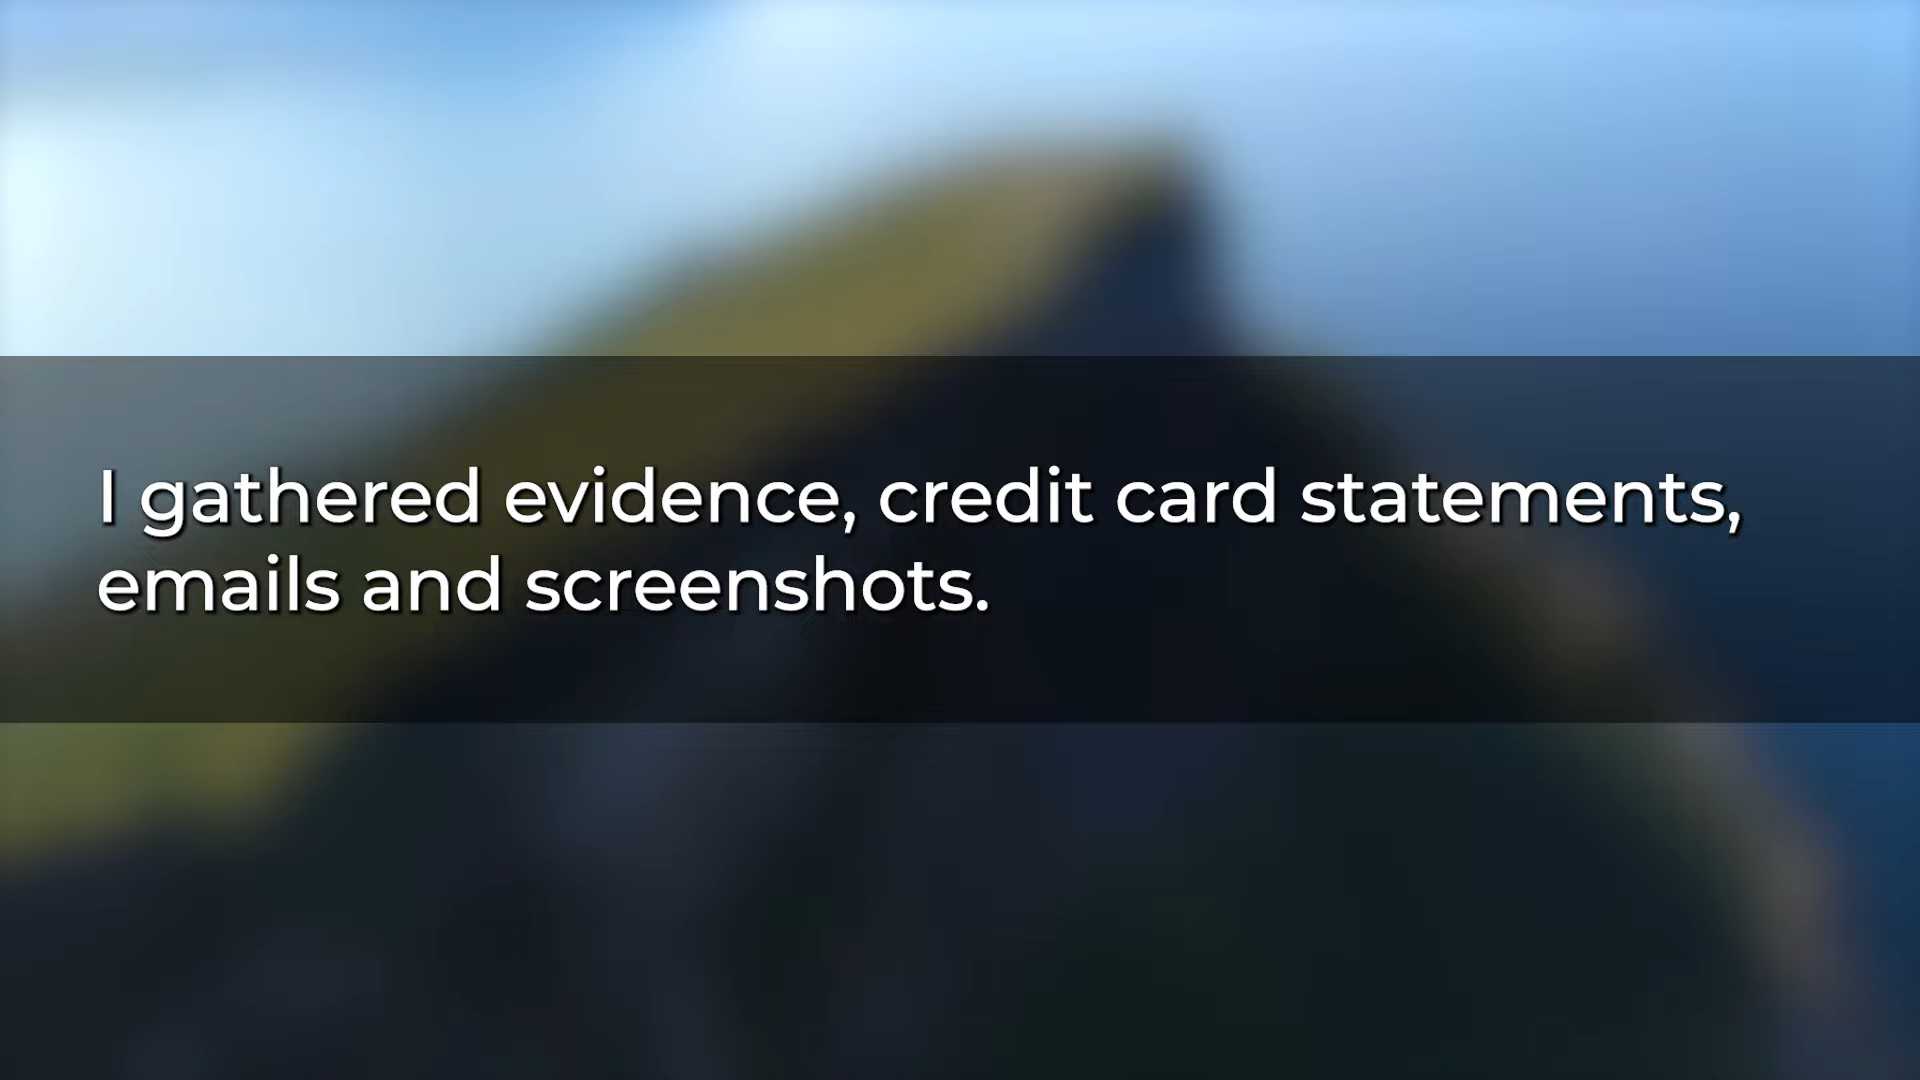 I gathered evidence, credit card statements,
emails and screenshots.